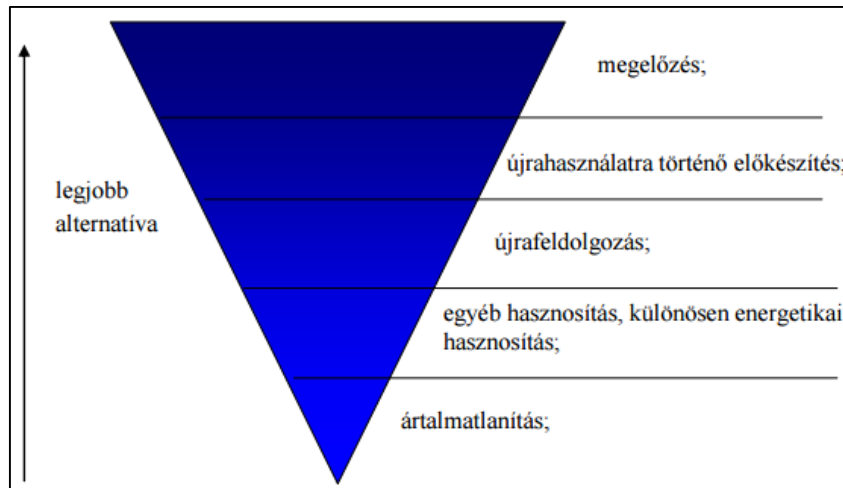 megelőzés;
újrahasználatra történő előkészítés;
legjobb
alternatíva
újrafeldolgozás;
egyéb hasznosítás, különösen energetikai
hasznosítás;
ártalmatlanítás;